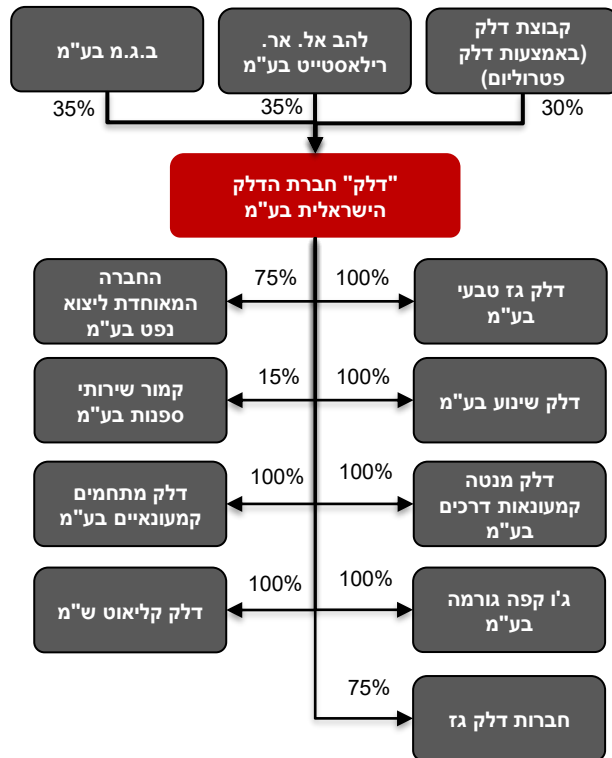 קבוצת דלק
(באמצעות דלק
פטרוליום)
להב אל. אר.
רילאסטייט בע"מ
ב.ג.מ בע"מ
30%
35%
35%
"דלק" חברת הדלק
הישראלית בע"מ
דלק גז טבעי
בע"מ
100%
75%
החברה
המאוחדת ליצוא
נפט בע"מ
דלק שינוע בע"מ
100%
15%
קמור שירותי
ספנות בע"מ
דלק מנטה
קמעונאות דרכים
בע"מ
100%
100%
דלק מתחמים
קמעונאיים בע"מ
ג'ו קפה גורמה
בע"מ
100%
100%
דלק קליאוט ש"מ
חברות דלק גז
75%